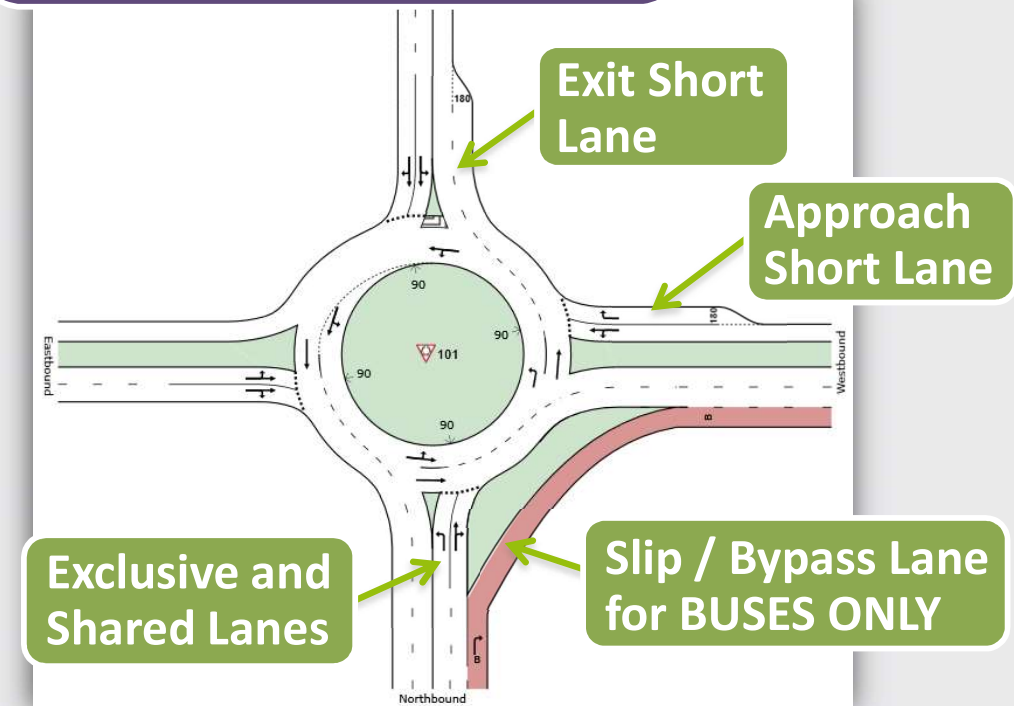 Exit Short
Lane
180
Approach
Short Lane
180
90
90
101
90
90
Eastbound
Westbound
B
Exclusive and
Shared Lanes
Slip / Bypass Lane
for BUSES ONLY
B
Northbound